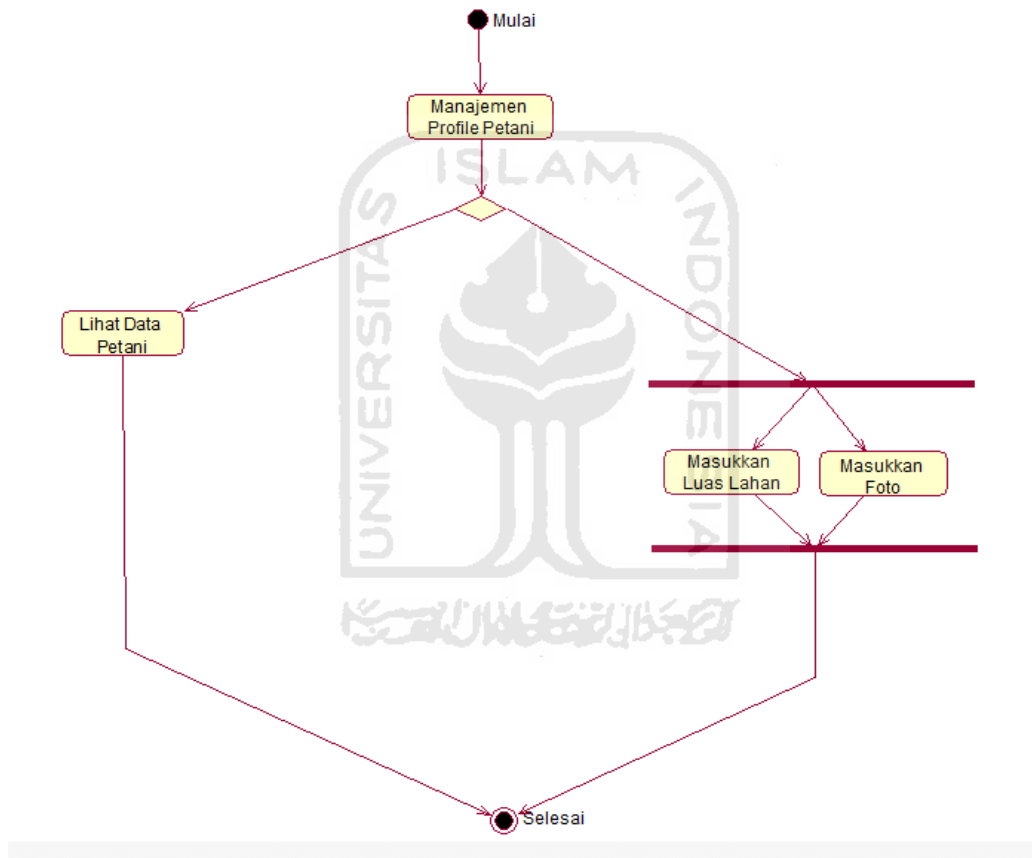 Mulai
Manajemen
Profile Petani
ISLAM
UNIVERSITAS
INDONESIA
Lihat Data
Petani
Masukkan
Luas Lahan
Masukkan
Foto
Selesai